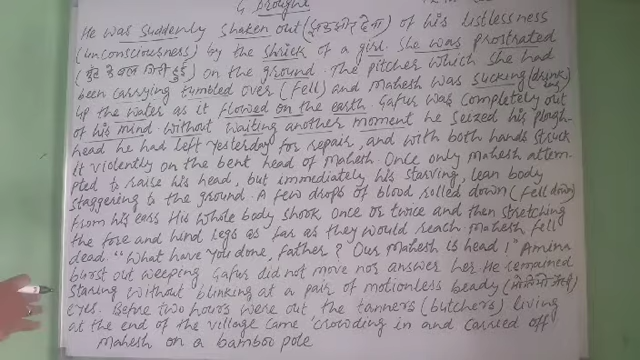 Drought
He was suddenly shaken out (झकझोर देना) of his listlessness
(unconsciousness) by the shrick of a girl. She was prostrated
(मुँह के बल गिरी हुई) on the ground. The pitcher which she had
been carrying tumbled over (fell) and Mahesh was sucking (drink
ing)
up the water as it flowed on the earth. Gafur was completely out
of his mind. Without waiting another moment he seized his plough-
head he had left yesterday for repair, and with both hands struck
it violently on the bent head of Mahesh. Once only Mahesh attem-
pted to raise his head, but immediately his starving, lean body
staggering to the ground. A few drops of blood rolled down (fell down)
from his ears His whole body shook once or twice and then stretching
the fore and hind legs as far as they would reach. Mahesh fell
dead. "What have you done, father? Our Mahesh is head!" Amina
burst out weeping Gafur did not move nor answer her. He remained
staring without blinking at a pair of motionless beady
eyes. Before two hours were out the tanners (butchers) living
at the end of the village came crowding in and carried off
Mahesh on a bamboo pole